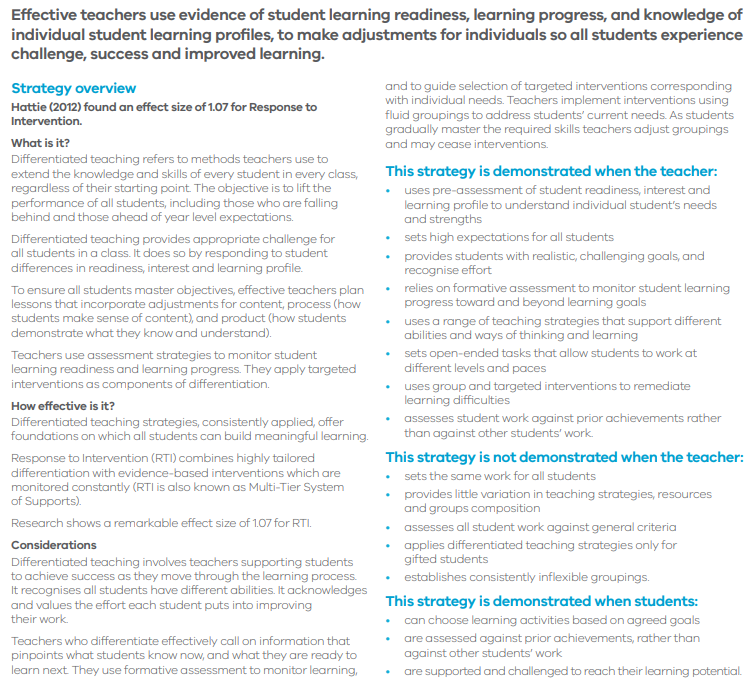 Effective teachers use evidence of student learning readiness, learning progress, and knowledge of
individual student learning profiles, to make adjustments for individuals so all students experience
challenge, success and improved learning.
Strategy overview
Hattie (2012) found an effect size of 1.07 for Response to
Intervention.
What is it?
Differentiated teaching refers to methods teachers use to
extend the knowledge and skills of every student in every class,
regardless of their starting point. The objective is to lift the
performance of all students, including those who are falling
behind and those ahead of year level expectations.
Differentiated teaching provides appropriate challenge for
all students in a class. It does so by responding to student
differences in readiness, interest and learning profile.
To ensure all students master objectives, effective teachers plan
lessons that incorporate adjustments for content, process (how
students make sense of content), and product (how students
demonstrate what they know and understand).
Teachers use assessment strategies to monitor student
learning readiness and learning progress. They apply targeted
interventions as components of differentiation.
How effective is it?
Differentiated teaching strategies, consistently applied, offer
foundations on which all students can build meaningful learning.
Response to Intervention (RTI) combines highly tailored
differentiation with evidence-based interventions which are
monitored constantly (RTI is also known as Multi-Tier System
of Supports).
Research shows a remarkable effect size of 1.07 for RTI.
Considerations
Differentiated teaching involves teachers supporting students
to achieve success as they move through the learning process.
It recognises all students have different abilities. It acknowledges
and values the effort each student puts into improving
their work.
Teachers who differentiate effectively call on information that
pinpoints what students know now, and what they are ready to
learn next. They use formative assessment to monitor learning,
and to guide selection of targeted interventions corresponding
with individual needs. Teachers implement interventions using
fluid groupings to address students' current needs. As students
gradually master the required skills teachers adjust groupings
and may cease interventions.
This strategy is demonstrated when the teacher:
• uses pre-assessment of student readiness, interest and
learning profile to understand individual student's needs
and strengths
• sets high expectations for all students
• provides students with realistic, challenging goals, and
recognise effort
• relies on formative assessment to monitor student learning
progress toward and beyond learning goals
• uses a range of teaching strategies that support different
abilities and ways of thinking and learning
• sets open-ended tasks that allow students to work at
different levels and paces
• uses group and targeted interventions to remediate
learning difficulties
• assesses student work against prior achievements rather
than against other students' work.
This strategy is not demonstrated when the teacher:
• sets the same work for all students
• provides little variation in teaching strategies, resources
and groups composition
• assesses all student work against general criteria
• applies differentiated teaching strategies only for
gifted students
• establishes consistently inflexible groupings.
This strategy is demonstrated when students:
• can choose learning activities based on agreed goals
• are assessed against prior achievements, rather than
against other students' work
• are supported and challenged to reach their learning potential.